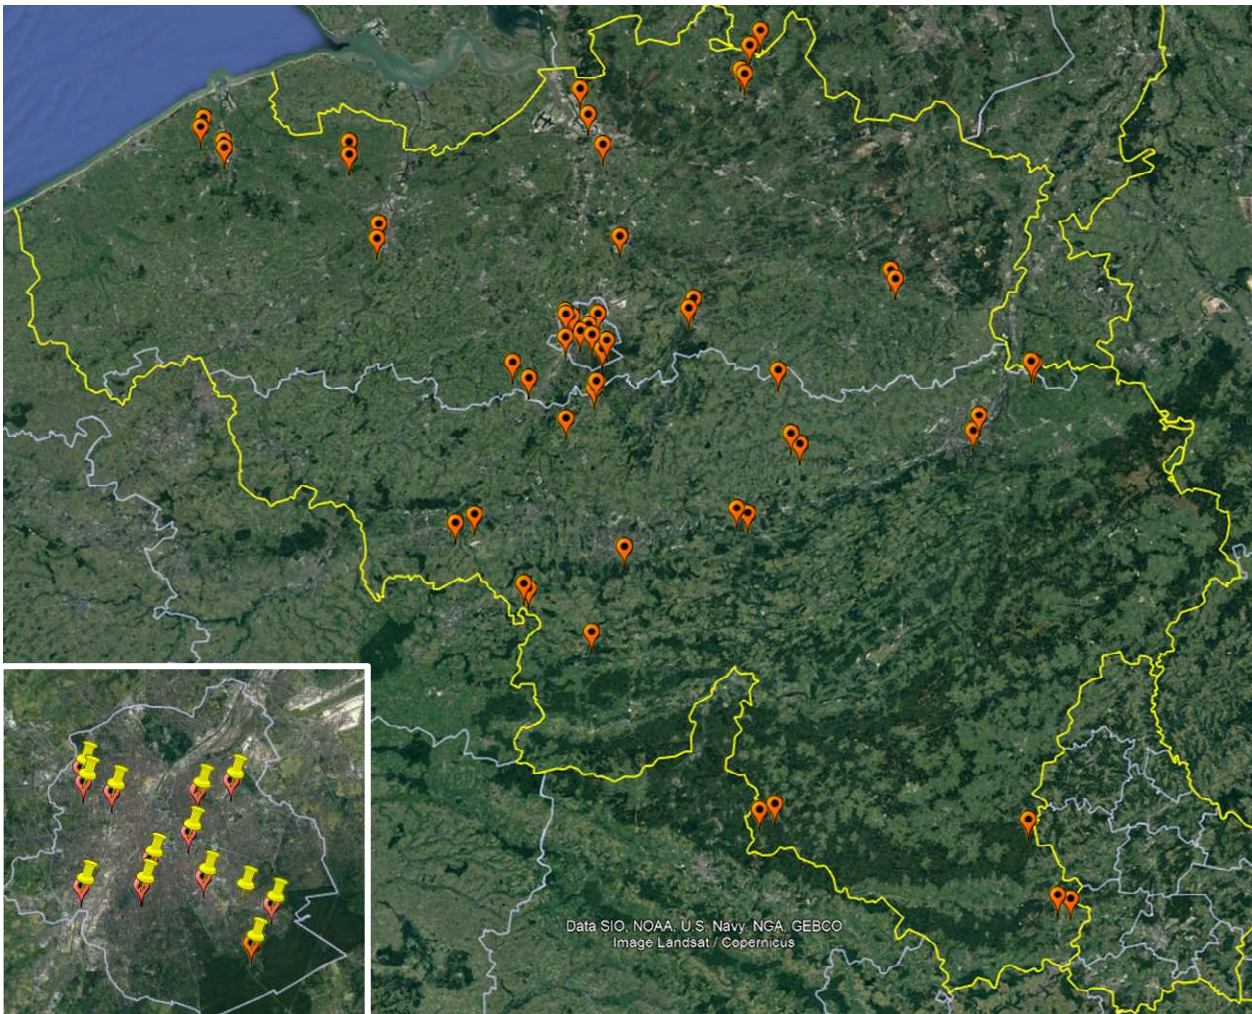 Data SIO, NOAA, U.S. Navy, NGA, GEBCO
Image Landsat / Copernicus